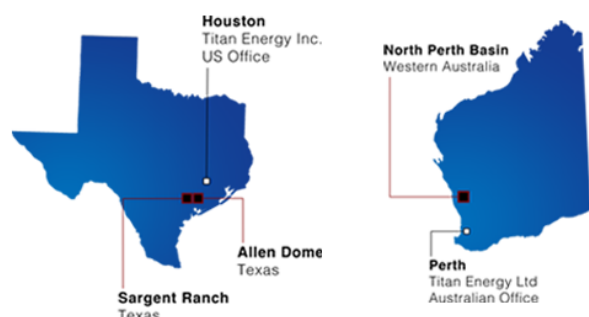 Houston
Titan Energy Inc.
US Office
Allen Dome
Texas
Sargent Ranch
Texas
North Perth Basin
Western Australia
Perth
Titan Energy Ltd
Australian Office